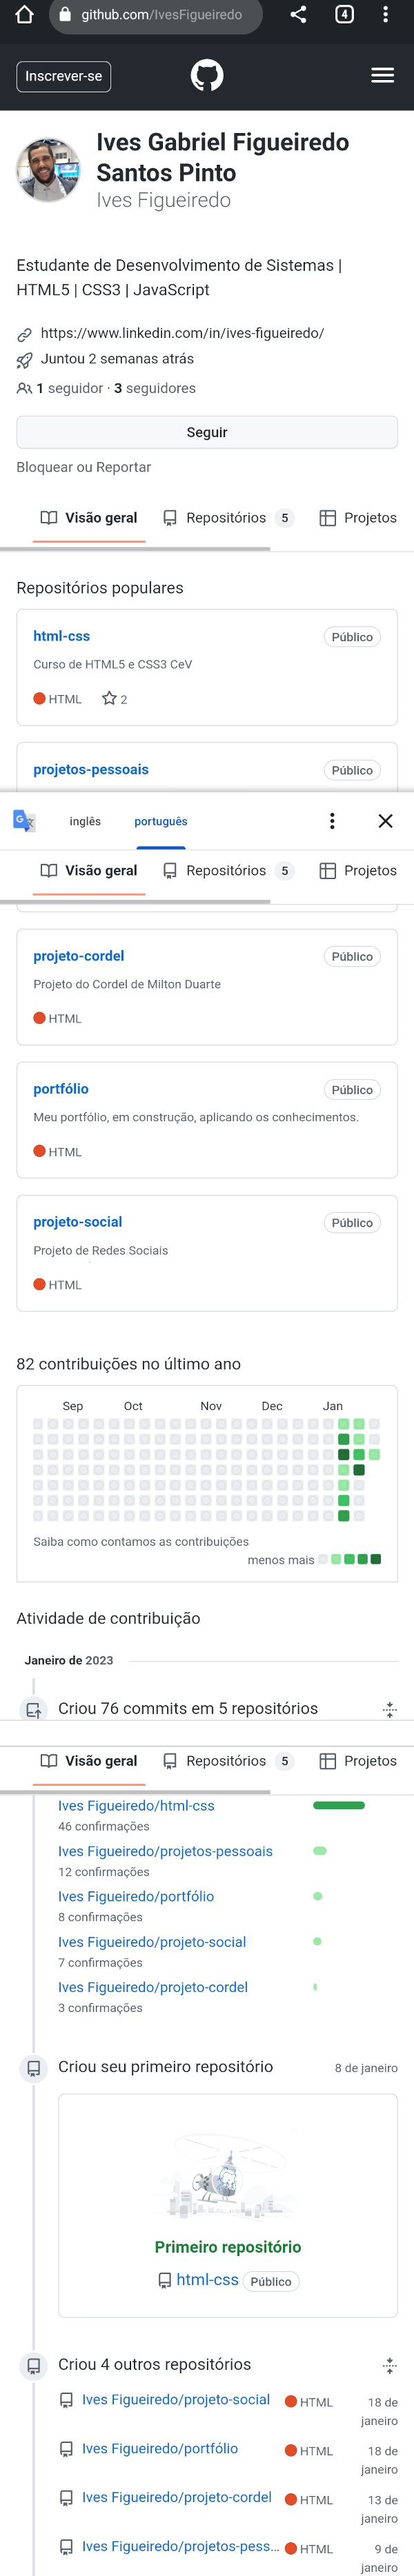 github.com/IvesFigueiredo
4
Inscrever-se
Ives Gabriel Figueiredo
Santos Pinto
Ives Figueiredo
Estudante de Desenvolvimento de Sistemas |
HTML5 | CSS3 | JavaScript
https://www.linkedin.com/in/ives-figueiredo/
Juntou 2 semanas atrás
1 seguidor · 3 seguidores
Seguir
Bloquear ou Reportar
Visão geral Repositórios 5 Projetos
Repositórios populares
html-css Público
Curso de HTML5 e CSS3 CeV
HTML 2
projetos-pessoais Público
inglês português
Visão geral Repositórios 5 Projetos
projeto-cordel Público
Projeto do Cordel de Milton Duarte
HTML
portfólio Público
Meu portfólio, em construção, aplicando os conhecimentos.
HTML
projeto-social Público
Projeto de Redes Sociais
HTML
82 contribuições no último ano
Sep Oct Nov Dec Jan
Saiba como contamos as contribuições
menos mais
Atividade de contribuição
Janeiro de 2023
Criou 76 commits em 5 repositórios
Visão geral Repositórios 5 Projetos
Ives Figueiredo/html-css
46 confirmações
Ives Figueiredo/projetos-pessoais
12 confirmações
Ives Figueiredo/portfólio
8 confirmações
Ives Figueiredo/projeto-social
7 confirmações
Ives Figueiredo/projeto-cordel
3 confirmações
Criou seu primeiro repositório 8 de janeiro
Primeiro repositório
html-css Público
Criou 4 outros repositórios
Ives Figueiredo/projeto-social HTML 18 de
janeiro
Ives Figueiredo/portfólio HTML 18 de
janeiro
Ives Figueiredo/projeto-cordel HTML 13 de
janeiro
Ives Figueiredo/projetos-pess... HTML 9 de
janeiro